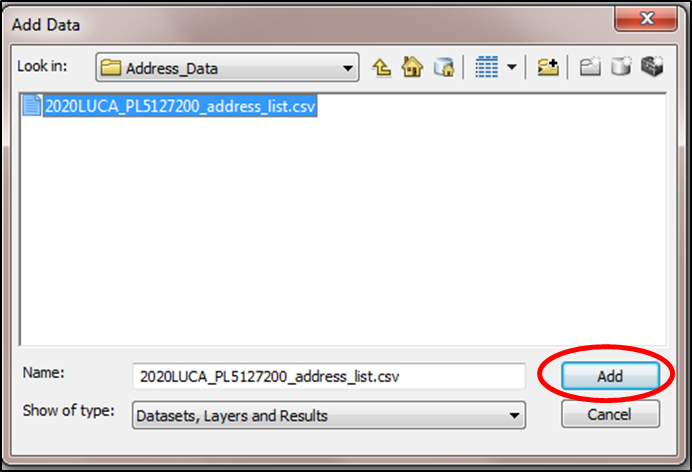 Add Data
Look in: Address_Data
2020LUCA_PL5127200_address_list.csv
Name: 2020LUCA_PL5127200_address_list.csv Add
Show of type: Datasets, Layers and Results Cancel